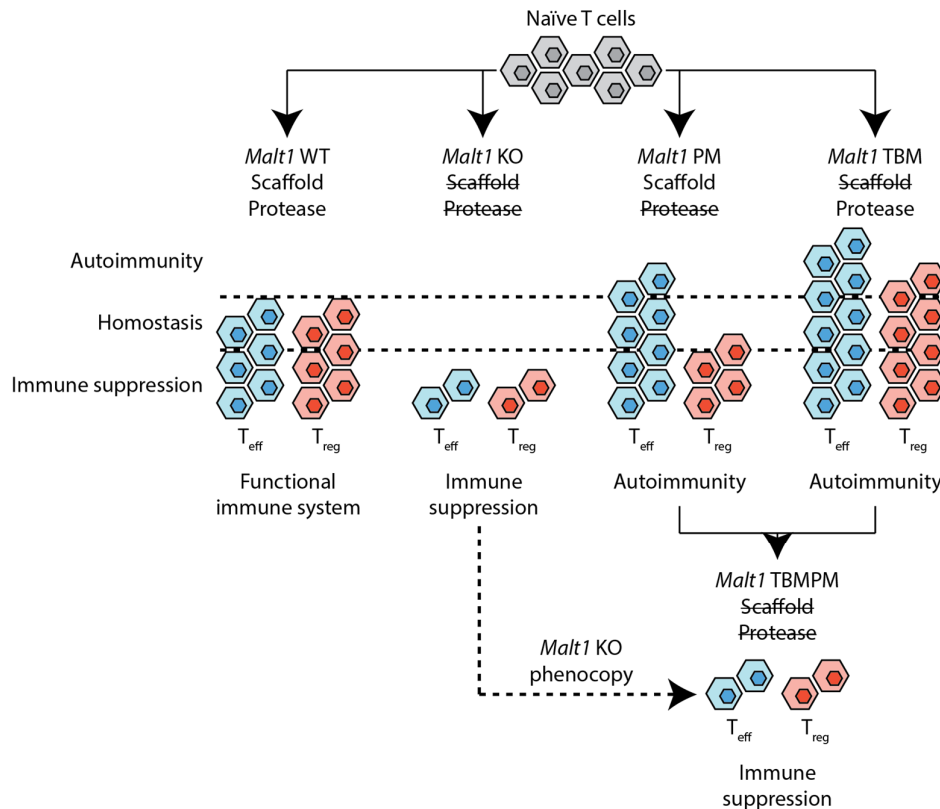 Naïve T cells
Malt1 WT
Scaffold
Protease
Malt1 KO
Scaffold
Protease
Malt1 PM
Scaffold
Protease
Malt1 TBM
Scaffold
Protease
Autoimmunity
Homostasis
Immune suppression
Teff
Treg
Teff
Treg
Teff
Treg
Teff
Treg
Functional
immune system
Immune
suppression
Autoimmunity
Autoimmunity
Malt1 TBMPM
Scaffold
Protease
Malt1 KO
phenocopy
Teff
Treg
Immune
suppression